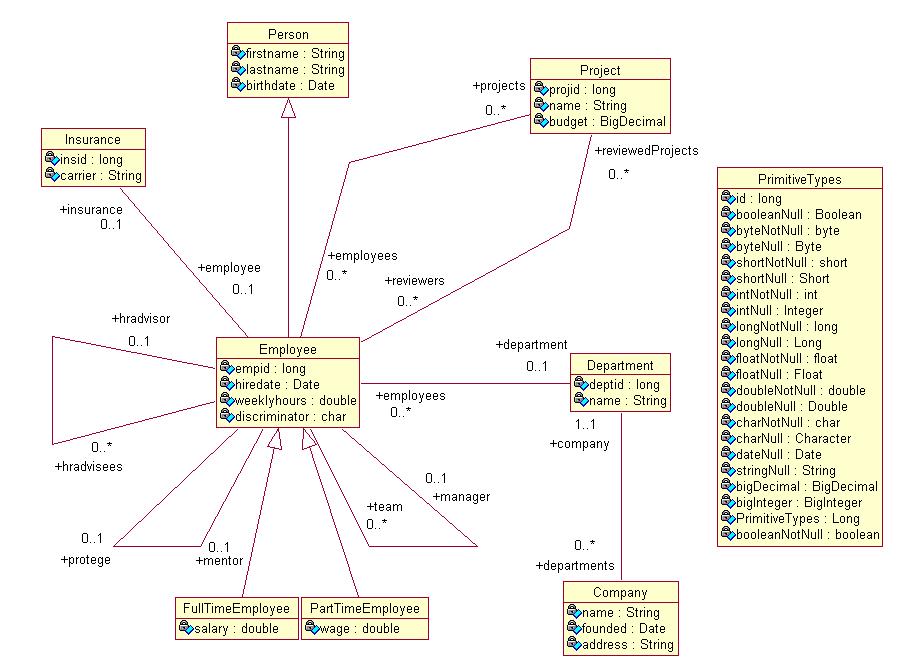 Person
firstname : String
lastname : String
birthdate : Date
Project
projid : long
name : String
budget : BigDecimal
+projects
0..*
+reviewedProjects
0..*
Insurance
insid : long
carrier : String
+insurance
0..1
+employee
0..1
+employees
0..*
+reviewers
0..*
PrimitiveTypes
id : long
booleanNull : Boolean
byteNotNull : byte
byteNull : Byte
shortNotNull : short
shortNull : Short
intNotNull : int
intNull : Integer
longNotNull : long
longNull : Long
floatNotNull : float
floatNull : Float
doubleNotNull : double
doubleNull : Double
charNotNull : char
charNull : Character
dateNull : Date
stringNull : String
bigDecimal : BigDecimal
bigInteger : BigInteger
PrimitiveTypes : Long
booleanNotNull : boolean
+hradvisor
0..1
Employee
empid : long
hiredate : Date
weeklyhours : double
discriminator : char
+department
0..1
+employees
0..*
Department
deptid : long
name : String
0..*
+hradvisees
1..1
+company
0..1
+manager
+team
0..*
0..1
+protege
0..1
+mentor
0..*
+departments
FullTimeEmployee
salary : double
PartTimeEmployee
wage : double
Company
name : String
founded : Date
address : String